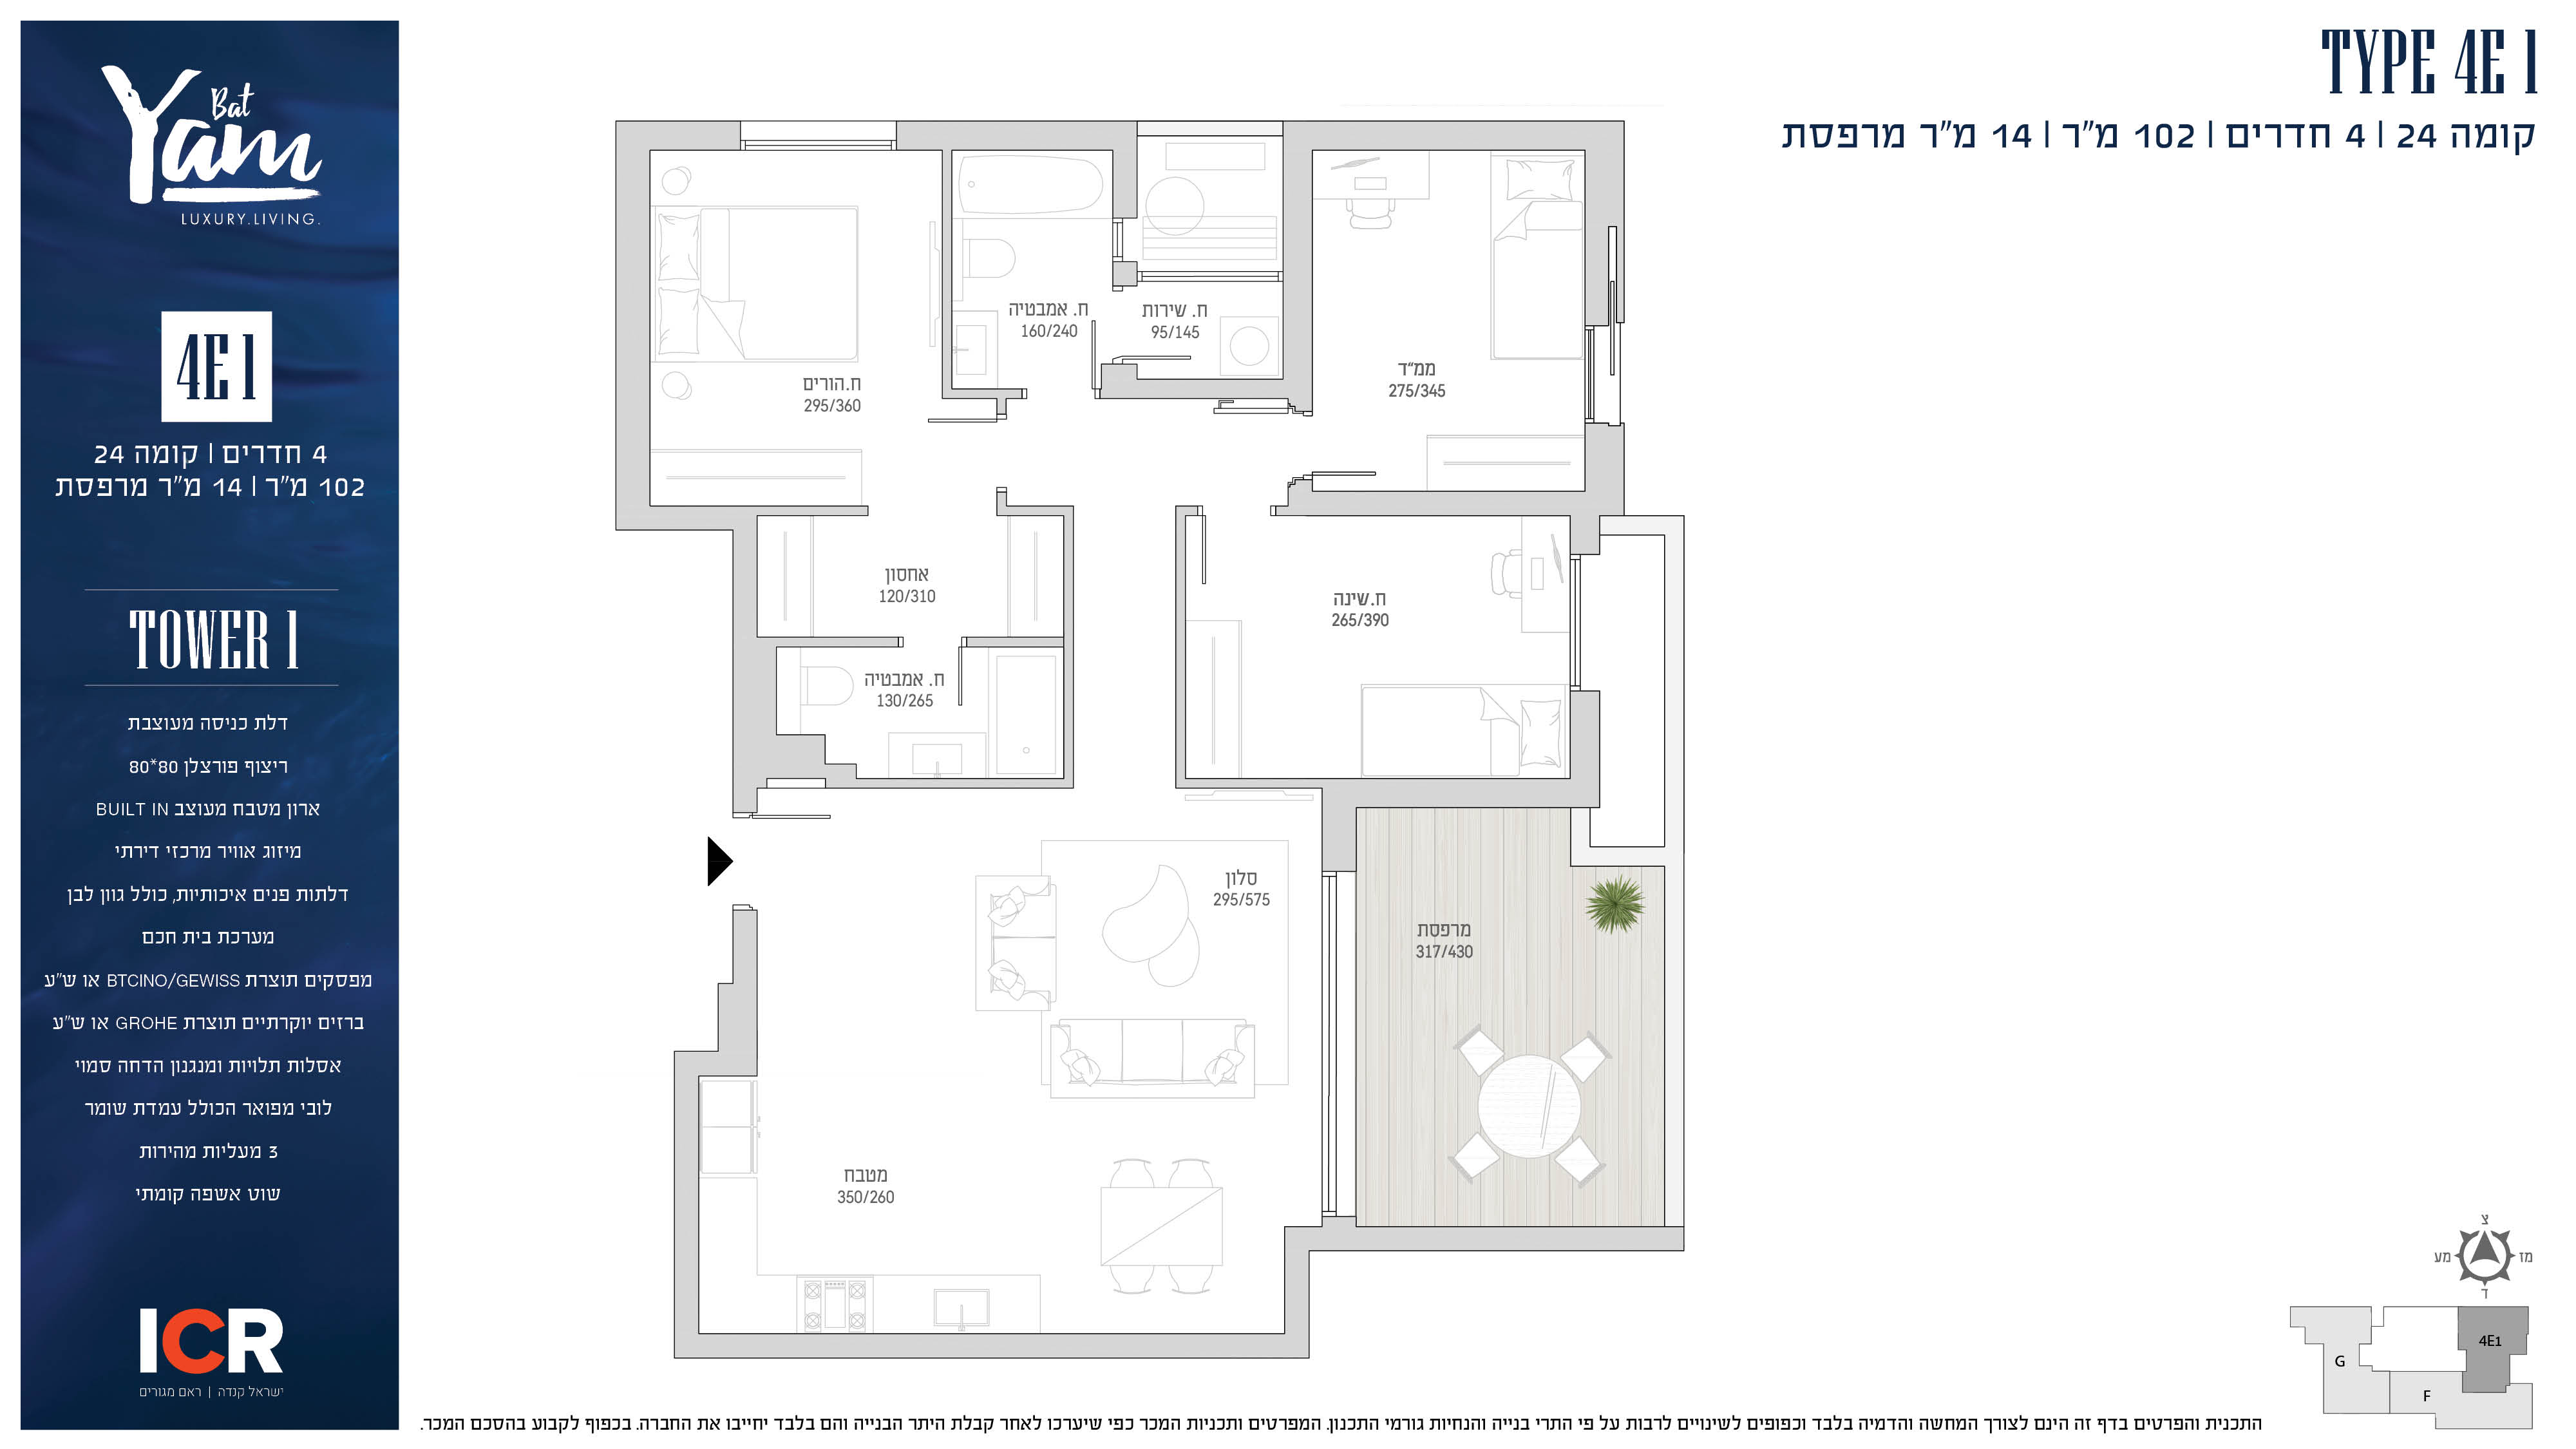 TYPE 4E 1
קומה 24 | 4 חדרים | 102 מ"ר | 14 מ"ר מרפסת
Bat
Yam
LUXURY.LIVING.
4E 1
4 חדרים | קומה 24
102 מ"ר | 14 מ"ר מרפסת
TOWER 1
דלת כניסה מעוצבת
ריצוף פורצלן 80*80
ארון מטבח מעוצב BUILT IN
מיזוג אוויר מרכזי דירתי
דלתות פנים איכותיות, כולל גוון לבן
מערכת בית חכם
מפסקים תוצרת BTCINO/GEWISS או ש"ע
ברזים יוקרתיים תוצרת GROHE או ש"ע
אסלות תלויות ומנגנון הדחה סמוי
לובי מפואר הכולל עמדת שומר
3 מעליות מהירות
שוט אשפה קומתי
ICR
ישראל קנדה | ראם מגורים
ח.הורים
295/360
ח. אמבטיה
160/240
ח. שירות
95/145
ממ"ד
275/345
אחסון
120/310
ח.שינה
265/390
ח. אמבטיה
130/265
סלון
295/575
מרפסת
317/430
מטבח
350/260
צ
מז
מע
ד
4E1
G
F
התכנית והפרטים בדף זה הינם לצורך המחשה והדמיה בלבד וכפופים לשינויים לרבות על פי התרי בנייה והנחיות גורמי התכנון. המפרטים ותכניות המכר כפי שיערכו לאחר קבלת היתר הבנייה והם בלבד יחייבו את החברה. בכפוף לקבוע בהסכם המכר.